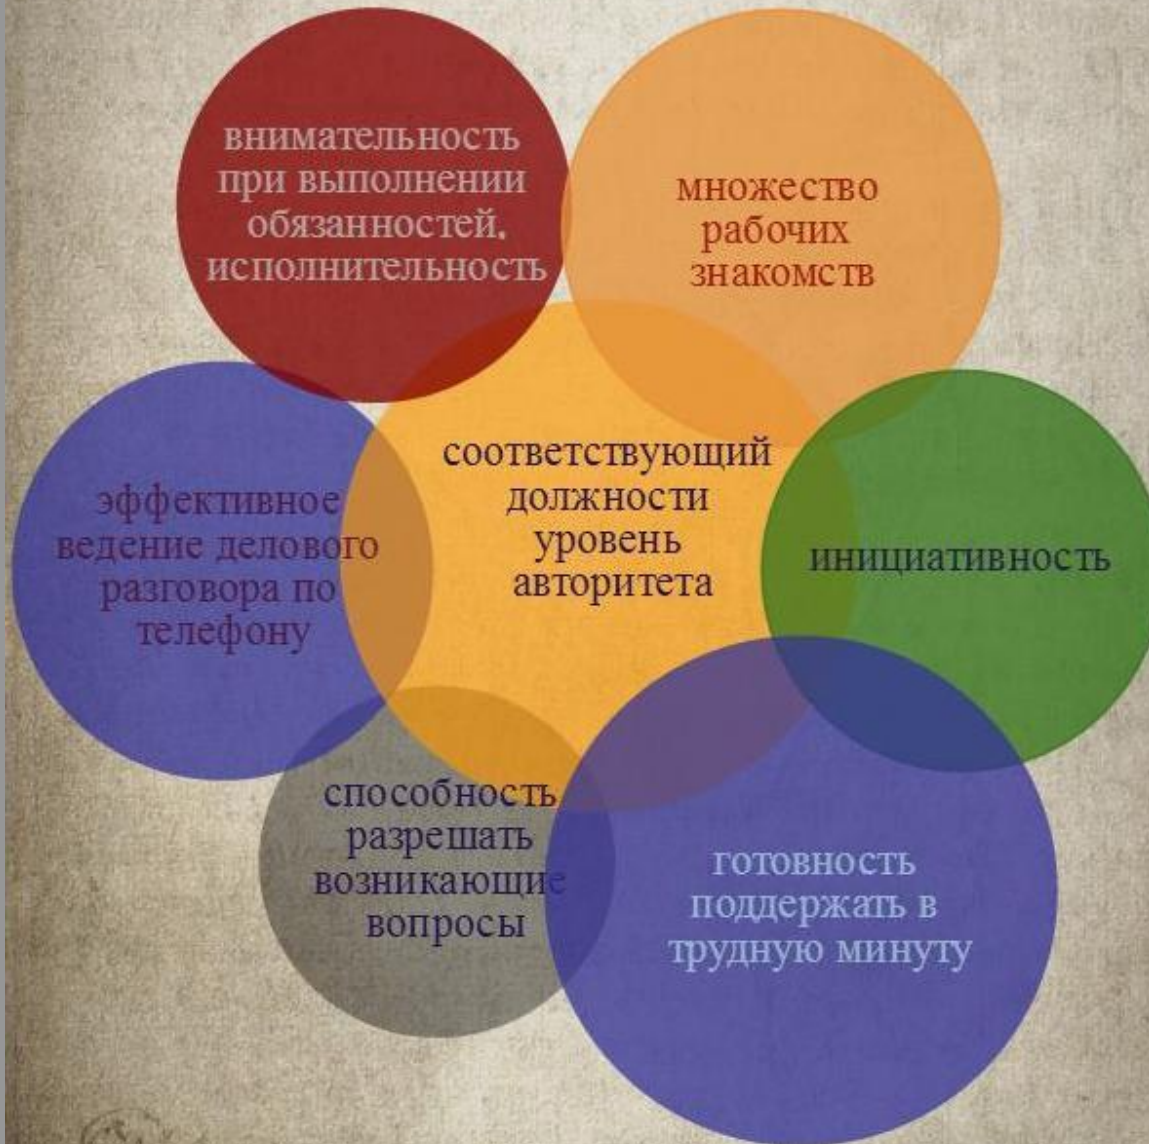 внимательность
при выполнении
обязанностей,
исполнительность
множество
рабочих
знакомств
соответствующий
должности
уровень
авторитета
эффективное
ведение делового
разговора по
телефону
инициативность
способность
разрешать
возникающие
вопросы
готовность
поддержать в
трудную минуту